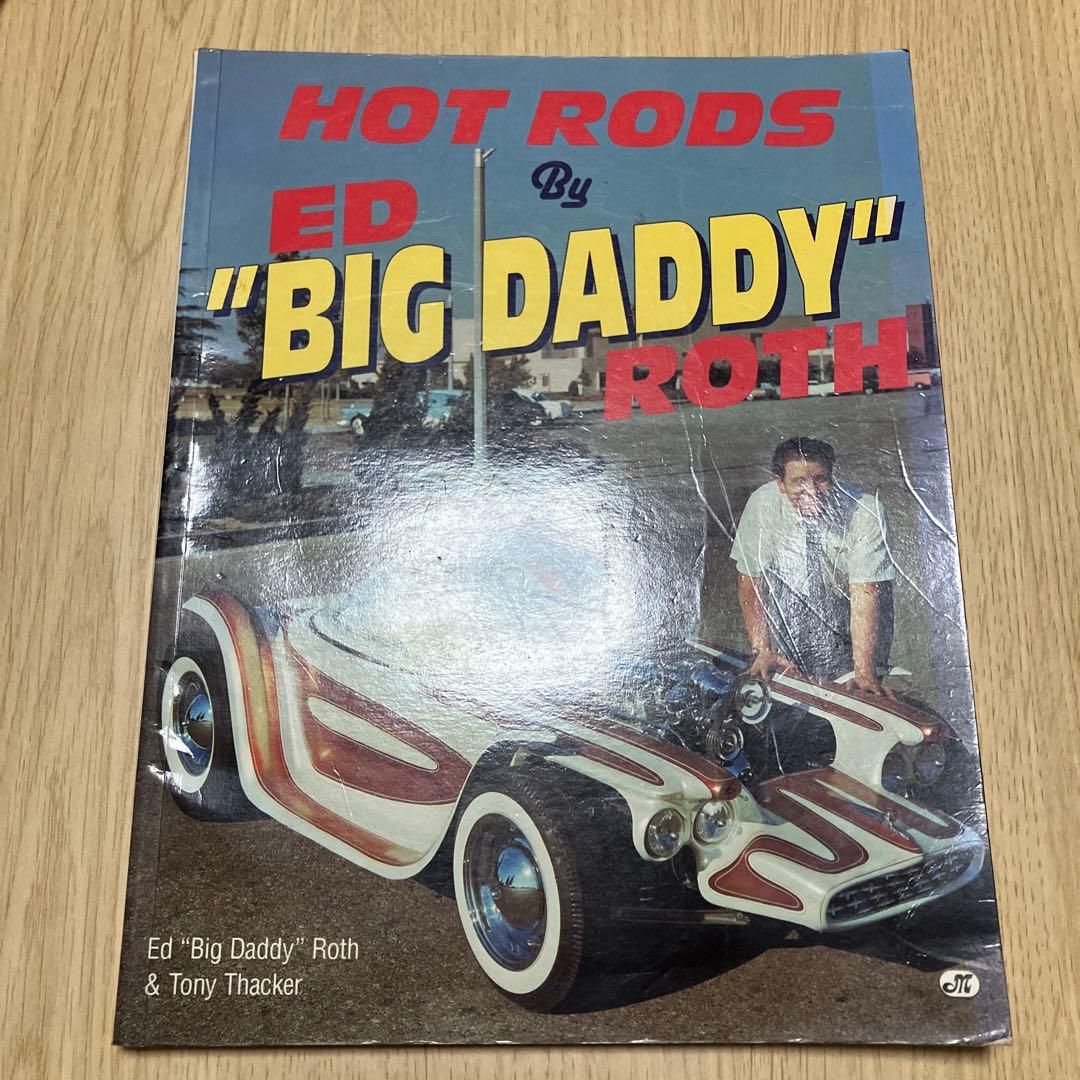 HOT RODS
By
ED
"BIG DADDY"
ROTH
Ed “Big Daddy” Roth
& Tony Thacker
M